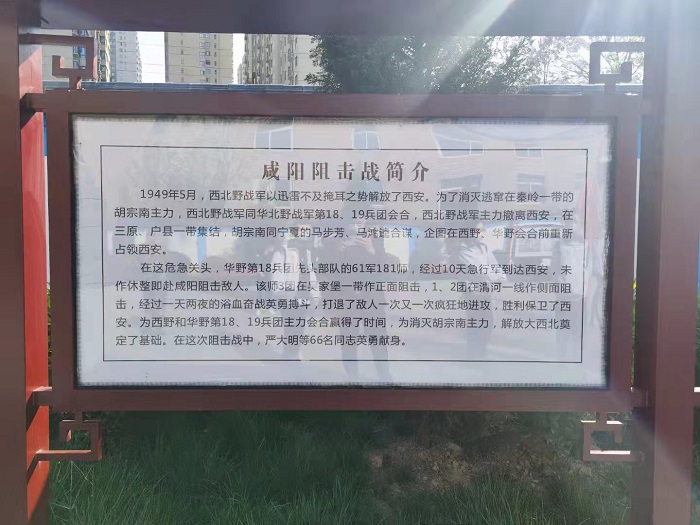 咸阳阻击战简介
1949年5月，西北野战军以迅雷不及掩耳之势解放了西安。为了消灭逃窜在秦岭一带的
胡宗南主力，西北野战军同华北野战军第18、19兵团会合，西北野战军主力撤离西安，在
三原、户县一带集结，胡宗南同宁夏的马步芳、马鸿逵合谋，企图在西野、华野会合前重新
占领西安。
在这危急关头，华野第18兵团先头部队的61军181师，经过10天急行军到达西安，未
作休整即赴咸阳阻击敌人。该师3团在吴家堡一带作正面阻击，1、2团在渭河一线作侧面阻
击，经过一天两夜的浴血奋战英勇搏斗，打退了敌人一次又一次疯狂地进攻，胜利保卫了西
安。为西野和华野第18、19兵团主力会合赢得了时间，为消灭胡宗南主力，解放大西北奠
定了基础。在这次阻击战中，严大明等66名同志英勇献身。